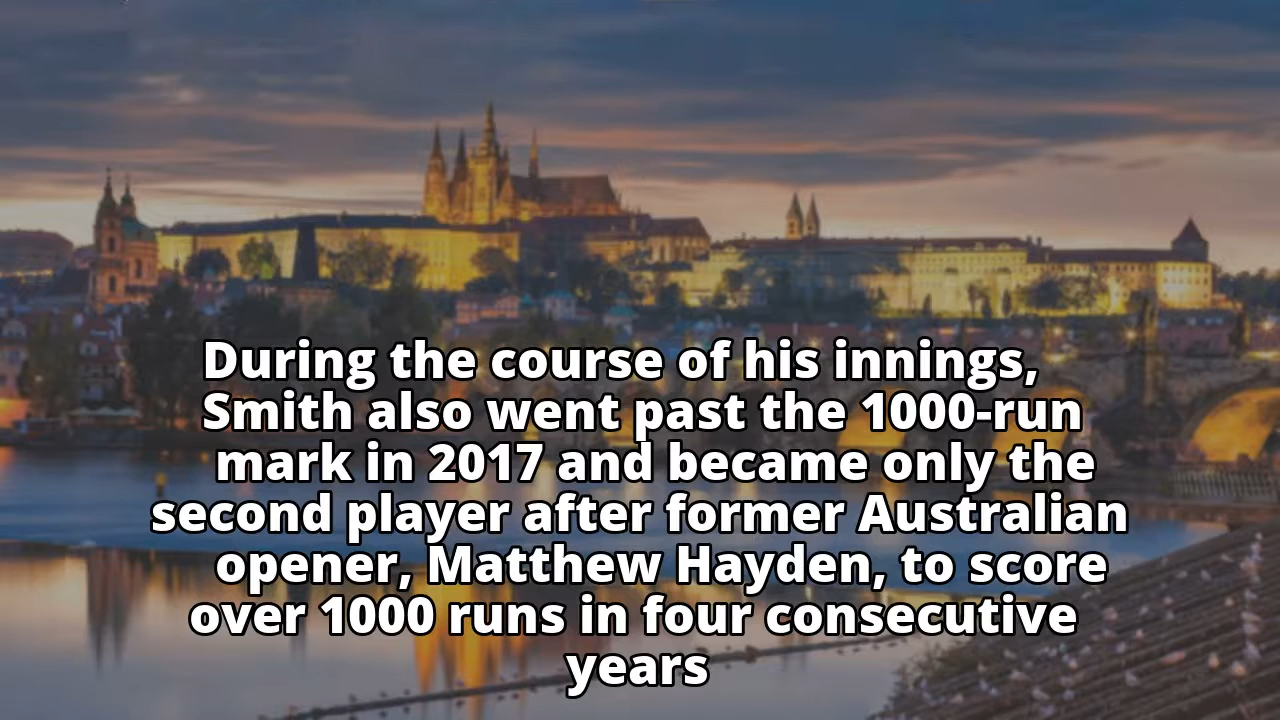 During the course of his innings,
Smith also went past the 1000-run
mark in 2017 and became only the
second player after former Australian
opener, Matthew Hayden, to score
over 1000 runs in four consecutive
years